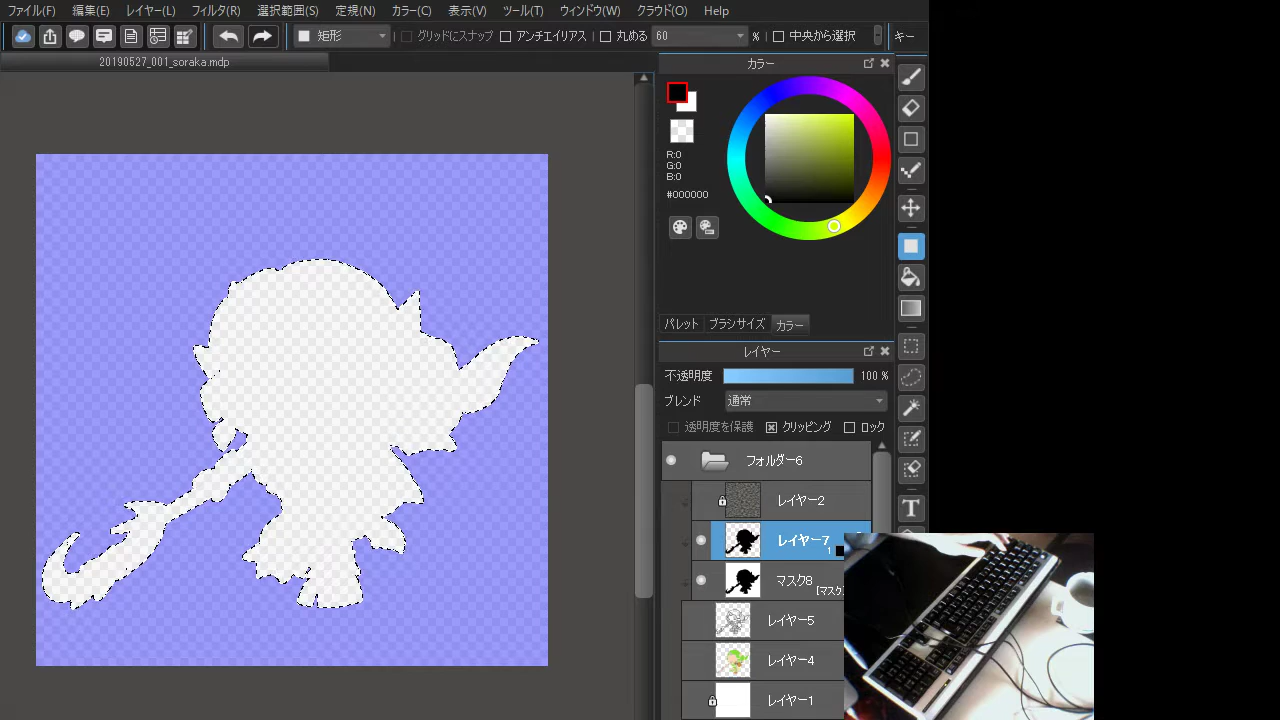 ファイル(F) 編集(E) レイヤー(L) フィルタ(R) 選択範囲(S) 定規(N) カラー(C) 表示(V) ツール(T) ウィンドウ(W) クラウド(O) Help
矩形 グリッドスナップ アンチエイリアス 丸める 60 % 中央から選択 キー
20190527_001_soraka.mdp
カラー
R:0
G:0
B:0
#000000
パレット ブラシサイズ カラー
レイヤー
不透明度 100 %
ブレンド 通常
透明度を保護 クリッピング ロック
フォルダー6
レイヤー2
レイヤー7
1
マスク8
[マスク
レイヤー5
レイヤー4
レイヤー1
T